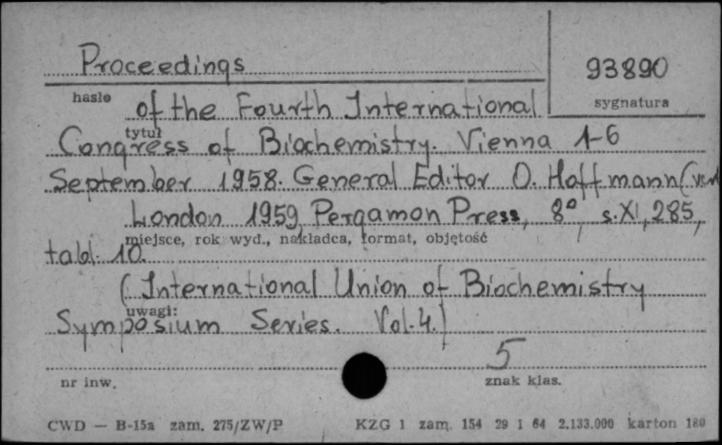 Proceedings
93890
hasło
sygnatura
of the Fourth International
tytuł
Congress of Biochemistry. Vienna 1-6
September 1958. General Editor O. Hoffmann
London 1959, Pergamon Press, 8°, s. XI, 285,
miejsce, rok wyd., nakładca, format, objętość
tabl. 10.
( International Union of Biochemistry
uwagi:
Symposium Series. Vol. 4.)
5
nr inw.
znak klas.
CWD — B-15a zam. 275/ZW/P
KZG 1 zam. 154 29 1 64 2.133.000 karton 180